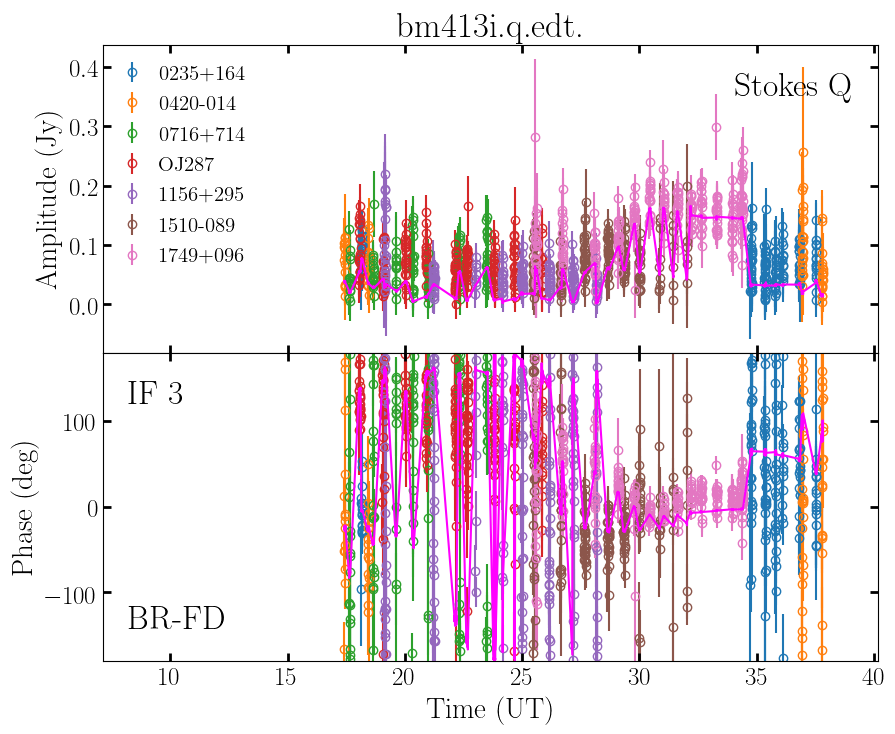 bm413i.q.edt.
Stokes Q
0235+164
0420-014
0716+714
OJ287
1156+295
1510-089
1749+096
Amplitude (Jy)
0.4
0.3
0.2
0.1
0.0
IF 3
BR-FD
Phase (deg)
100
0
−100
10 15 20 25 30 35 40
Time (UT)